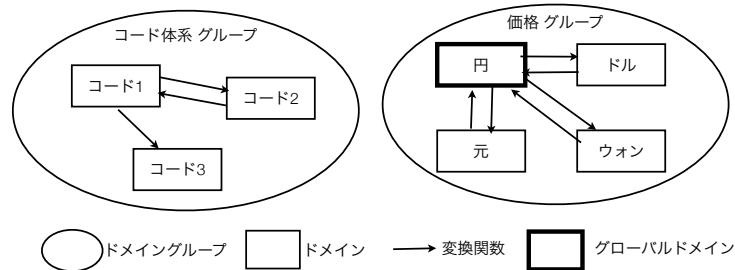 コード体系 グループ
コード1
コード2
コード3
価格 グループ
円
ドル
元
ウォン
ドメイングループ
ドメイン
変換関数
グローバルドメイン